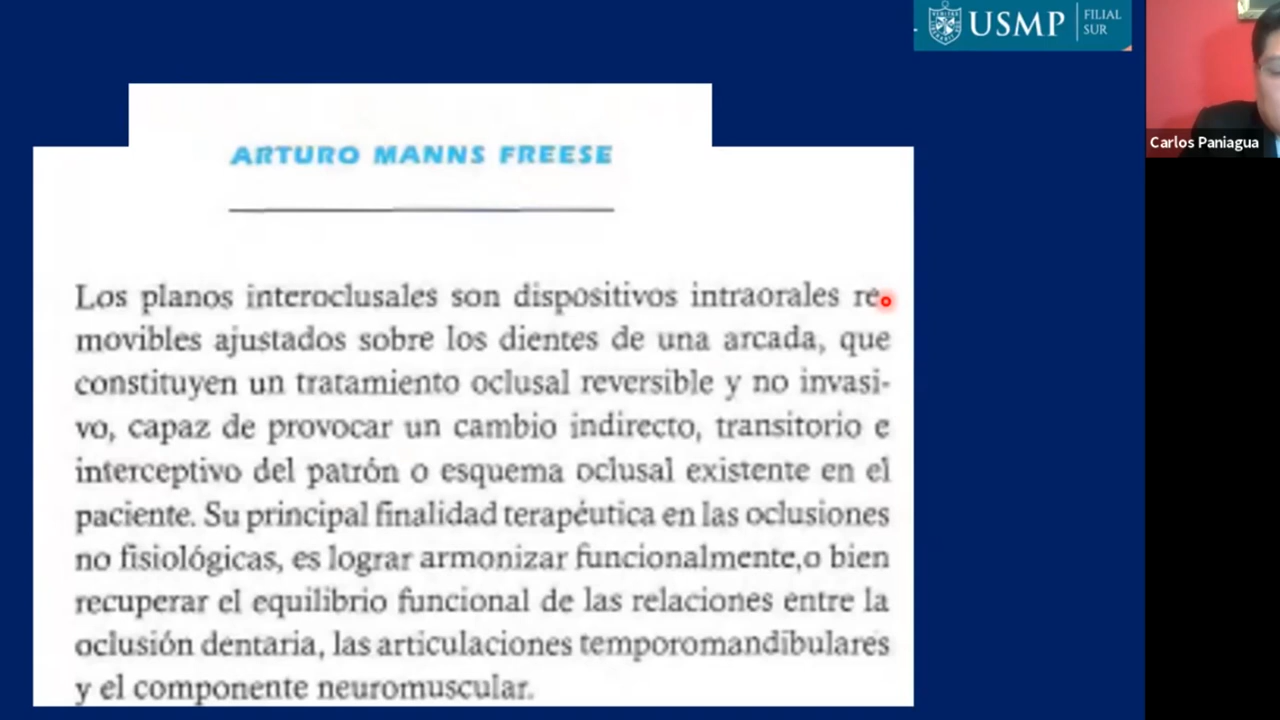 USMP
FILIAL
SUR
Carlos Paniagua
ARTURO MANNS FREESE
Los planos interoclusales son dispositivos intraorales re
movibles ajustados sobre los dientes de una arcada, que
constituyen un tratamiento oclusal reversible y no invasi-
vo, capaz de provocar un cambio indirecto, transitorio e
interceptivo del patrón o esquema oclusal existente en el
paciente. Su principal finalidad terapéutica en las oclusiones
no fisiológicas, es lograr armonizar funcionalmente,o bien
recuperar el equilibrio funcional de las relaciones entre la
oclusión dentaria, las articulaciones temporomandibulares
y el componente neuromuscular.